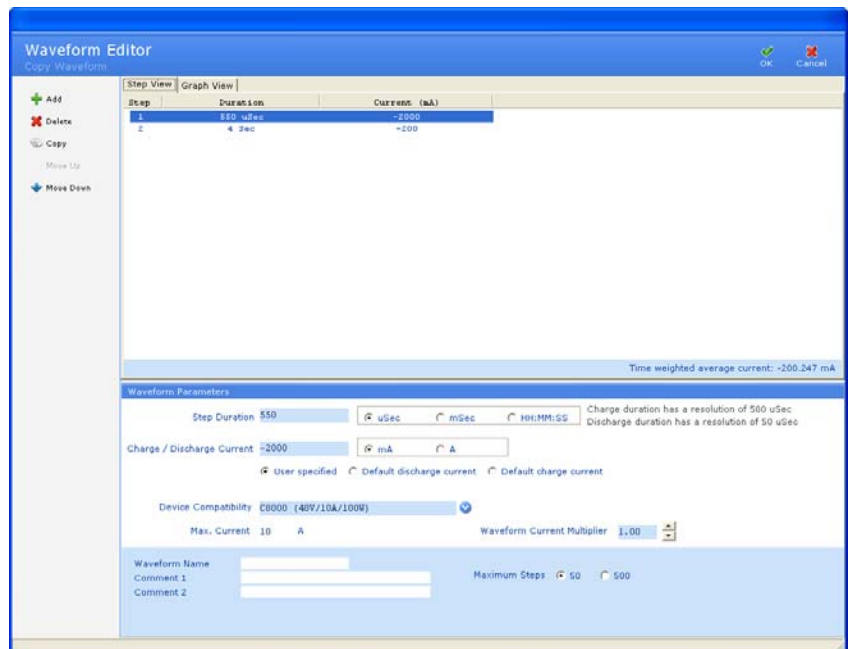 Waveform Editor
Copy Waveform
OK Cancel
Add
Delete
Copy
Move Up
Move Down
Step View Graph View
Step Duration Current (mA)
1 550 uSec -2000
2 4 Sec -200
Time weighted average current: -200.247 mA
Waveform Parameters
Step Duration 550 uSec mSec HH:MM:SS
Charge duration has a resolution of 500 uSec
Discharge duration has a resolution of 50 uSec
Charge / Discharge Current -2000 mA A
User specified Default discharge current Default charge current
Device Compatibility C8000 (48V/10A/100W)
Max. Current 10 A Waveform Current Multiplier 1.00
Waveform Name
Comment 1
Comment 2
Maximum Steps 50 500